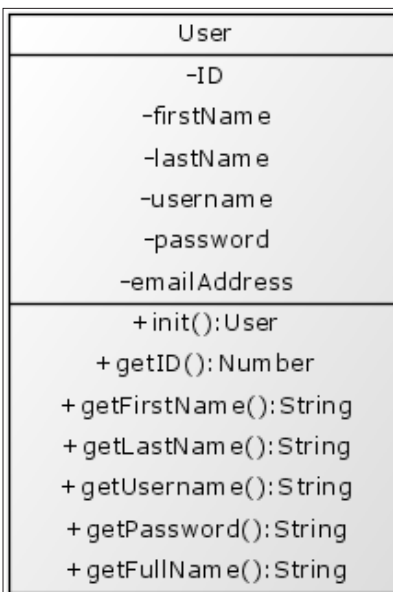 User
-ID
-firstName
-lastName
-username
-password
-emailAddress
+init():User
+getID():Number
+getFirstName():String
+getLastName():String
+getUsername():String
+getPassword():String
+getFullName():String